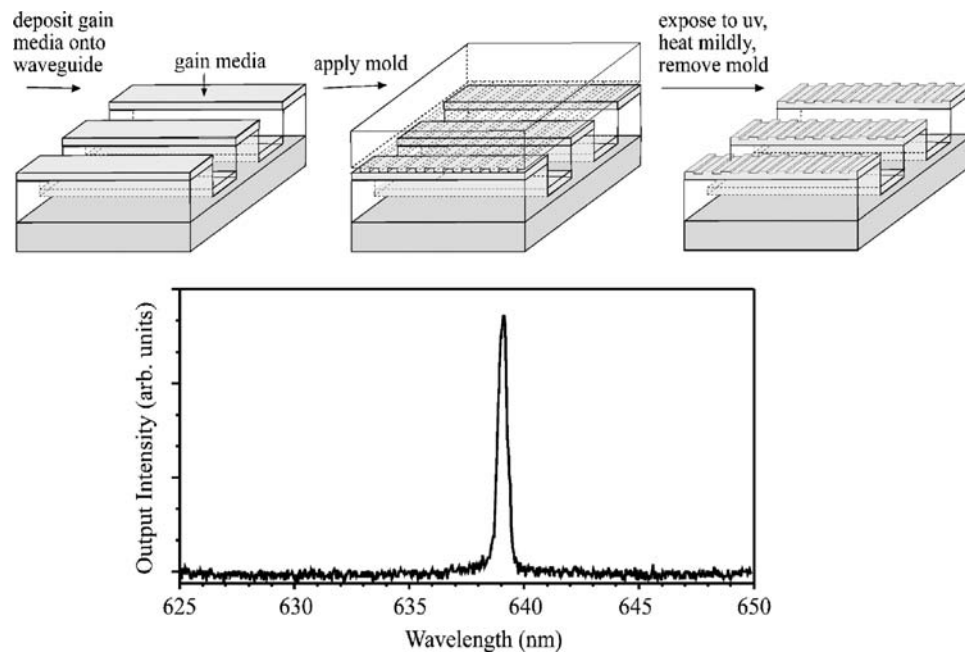 deposit gain
media onto
waveguide
gain media
apply mold
expose to uv,
heat mildly,
remove mold
Output Intensity (arb. units)
625 630 635 640 645 650
Wavelength (nm)